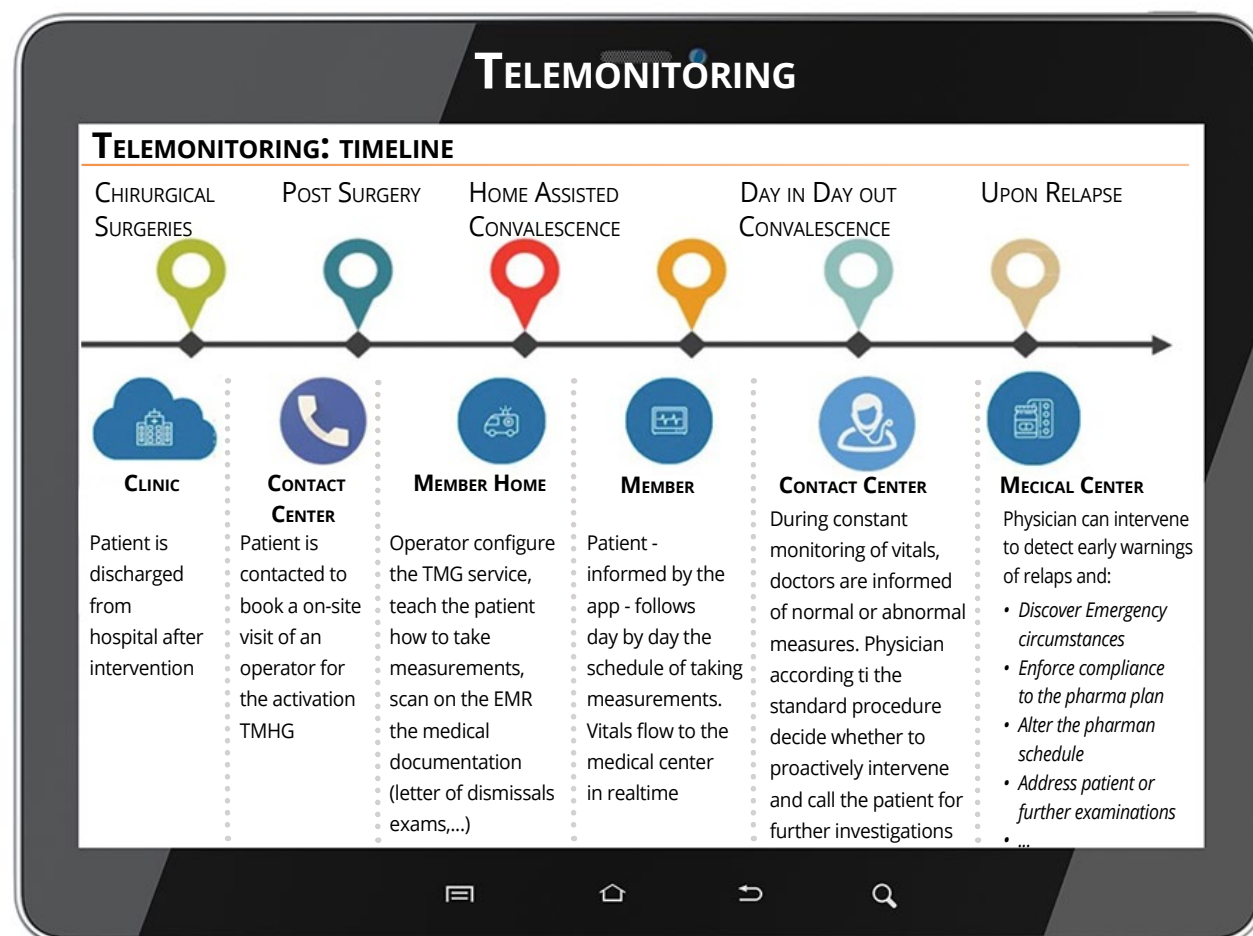 TELEMONITORING
TELEMONITORING: TIMELINE
CHIRURGICAL
SURGERIES
POST SURGERY
HOME ASSISTED
CONVALESCENCE
DAY IN DAY OUT
CONVALESCENCE
UPON RELAPSE
CLINIC
Patient is
discharged
from
hospital after
intervention
CONTACT
CENTER
Patient is
contacted to
book a on-site
visit of an
operator for
the activation
TMHG
MEMBER HOME
Operator configure
the TMG service,
teach the patient
how to take
measurements,
scan on the EMR
the medical
documentation
(letter of dismissals
exams,...)
MEMBER
Patient -
informed by the
app - follows
day by day the
schedule of taking
measurements.
Vitals flow to the
medical center
in realtime
CONTACT CENTER
During constant
monitoring of vitals,
doctors are informed
of normal or abnormal
measures. Physician
according ti the
standard procedure
decide whether to
proactively intervene
and call the patient for
further investigations
MECICAL CENTER
Physician can intervene
to detect early warnings
of relaps and:
• Discover Emergency
circumstances
• Enforce compliance
to the pharma plan
• Alter the pharman
schedule
• Address patient or
further examinations
• ...